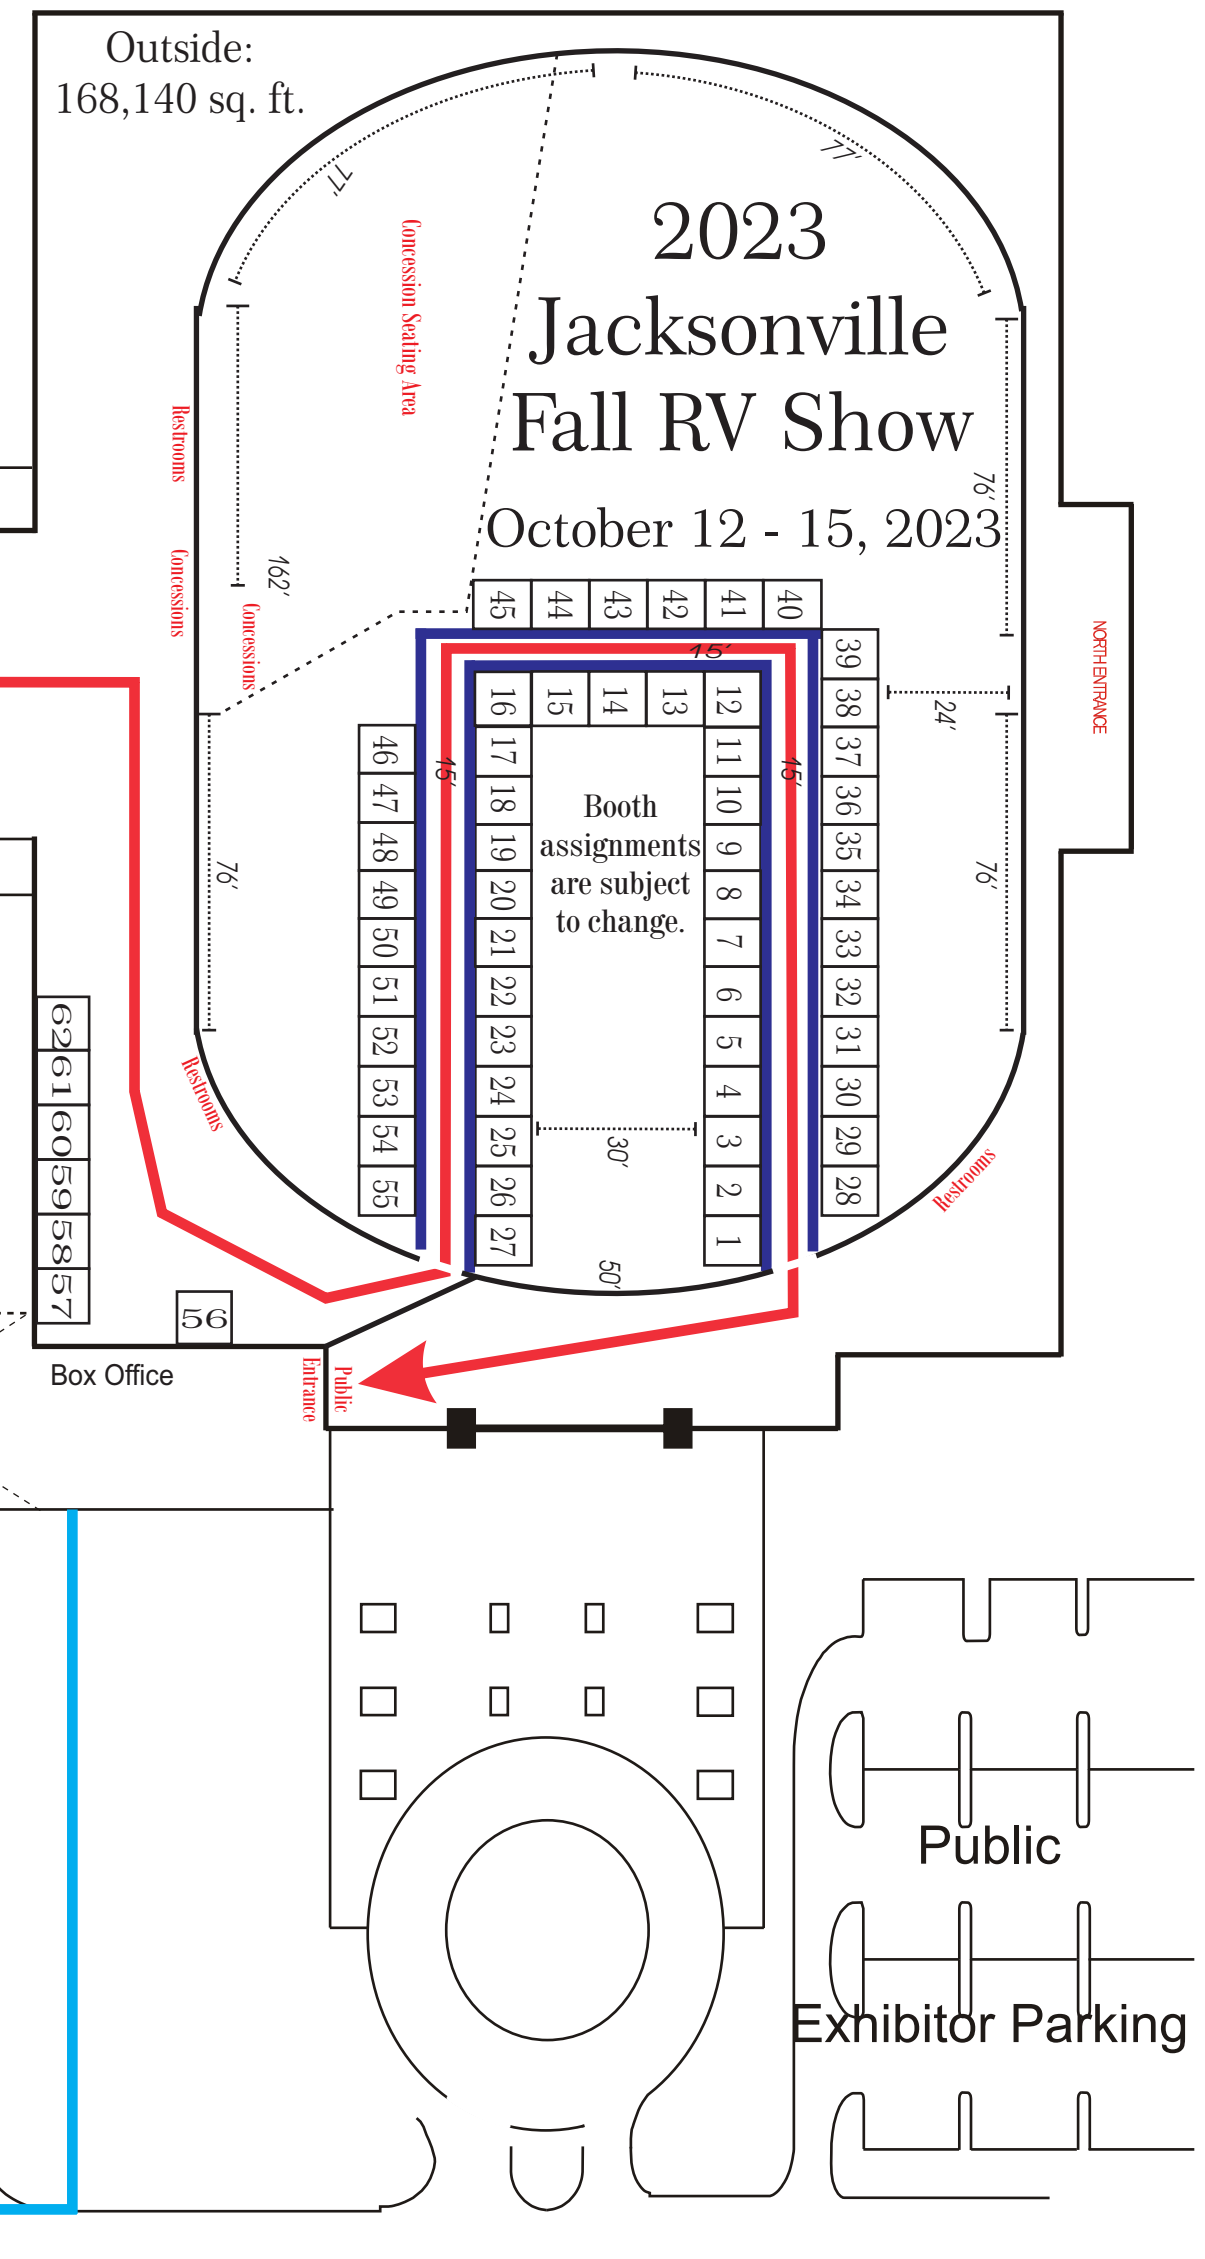 Outside:
168,140 sq. ft.
77'
77'
2023
Jacksonville
Fall RV Show
October 12 - 15, 2023
Concession Seating Area
Restrooms
Concessions
Concessions
162'
76'
NORTH ENTRANCE
45 44 43 42 41 40
15'
39
38
37
36
35
34
33
32
31
30
29
28
24'
76'
16 15 14 13 12
11
10
9
8
7
6
5
4
3
2
1
17
18
19
20
21
22
23
24
25
26
27
15'
15'
Booth
assignments
are subject
to change.
30'
50'
46
47
48
49
50
51
52
53
54
55
76'
Restrooms
Restrooms
62
61
60
59
58
57
56
Box Office
Public
Entrance
Public
Exhibitor Parking